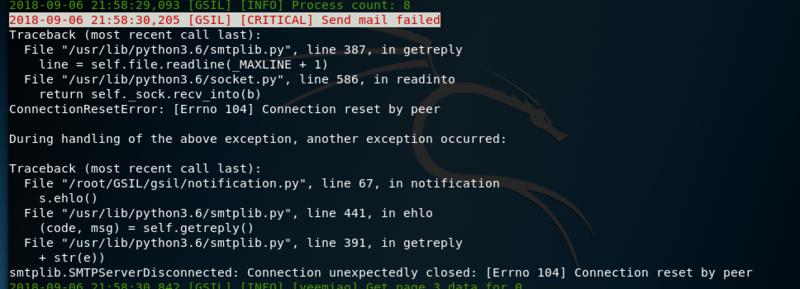 2018-09-06 21:58:29,093 [GSIL] [INFO] Process count: 8
2018-09-06 21:58:30,205 [GSIL] [CRITICAL] Send mail failed
Traceback (most recent call last):
  File "/usr/lib/python3.6/smtplib.py", line 387, in getreply
    line = self.file.readline(_MAXLINE + 1)
  File "/usr/lib/python3.6/socket.py", line 586, in readinto
    return self._sock.recv_into(b)
ConnectionResetError: [Errno 104] Connection reset by peer

During handling of the above exception, another exception occurred:

Traceback (most recent call last):
  File "/root/GSIL/gsil/notification.py", line 67, in notification
    s.ehlo()
  File "/usr/lib/python3.6/smtplib.py", line 441, in ehlo
    (code, msg) = self.getreply()
  File "/usr/lib/python3.6/smtplib.py", line 391, in getreply
    + str(e))
smtplib.SMTPServerDisconnected: Connection unexpectedly closed: [Errno 104] Connection reset by peer
2018-09-06 21:58:30,842 [GSIL] [INFO] [yeemiao] Get page 3 data for 0